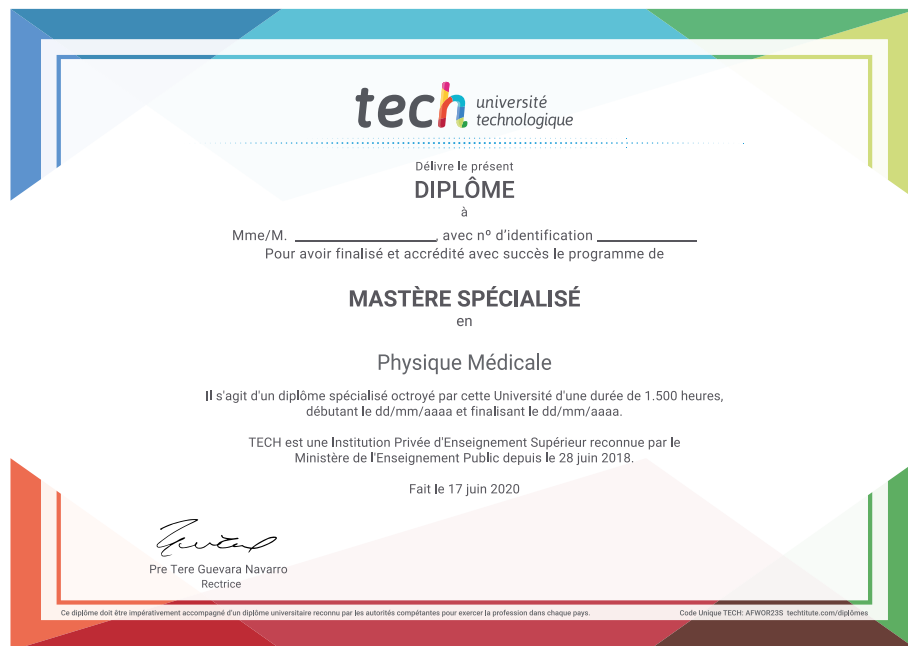 tech université
technologique
Délivre le présent
DIPLÔME
à
Mme/M. ____________, avec nº d'identification ____________
Pour avoir finalisé et accrédité avec succès le programme de
MASTÈRE SPÉCIALISÉ
en
Physique Médicale
Il s'agit d'un diplôme spécialisé octroyé par cette Université d'une durée de 1.500 heures,
débutant le dd/mm/aaaa et finalisant le dd/mm/aaaa.
TECH est une Institution Privée d'Enseignement Supérieur reconnue par le
Ministère de l'Enseignement Public depuis le 28 juin 2018.
Fait le 17 juin 2020
Pre Tere Guevara Navarro
Rectrice
Ce diplôme doit être impérativement accompagné d'un diplôme universitaire reconnu par les autorités compétantes pour exercer la profession dans chaque pays.
Code Unique TECH: AFWOR23S techtitute.com/diplômes